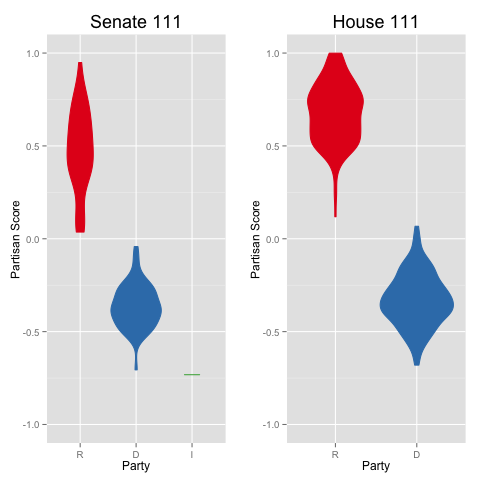 Senate 111
House 111
Partisan Score
1.0
0.5
0.0
-0.5
-1.0
R D I
Party
Partisan Score
1.0
0.5
0.0
-0.5
-1.0
R D
Party